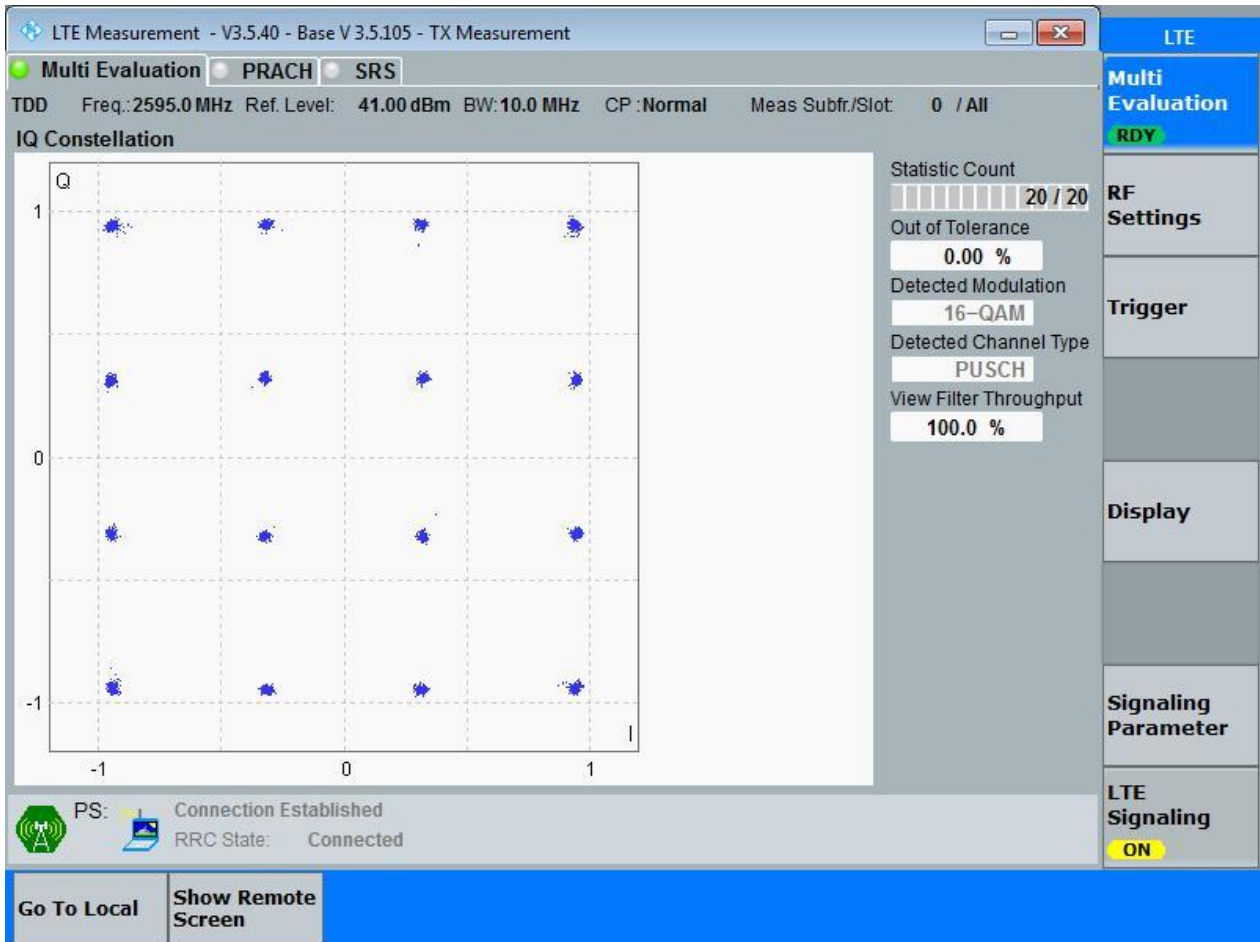 LTE Measurement - V3.5.40 - Base V 3.5.105 - TX Measurement
LTE
Multi Evaluation PRACH SRS
Multi
Evaluation
RDY
TDD Freq.: 2595.0 MHz Ref. Level: 41.00 dBm BW: 10.0 MHz CP : Normal Meas Subfr./Slot: 0 / All
IQ Constellation
Q
1
0
-1
I
-1 0 1
Statistic Count
20 / 20
Out of Tolerance
0.00 %
Detected Modulation
16-QAM
Detected Channel Type
PUSCH
View Filter Throughput
100.0 %
RF
Settings
Trigger
Display
Signaling
Parameter
LTE
Signaling
ON
PS: Connection Established
RRC State: Connected
Go To Local
Show Remote
Screen